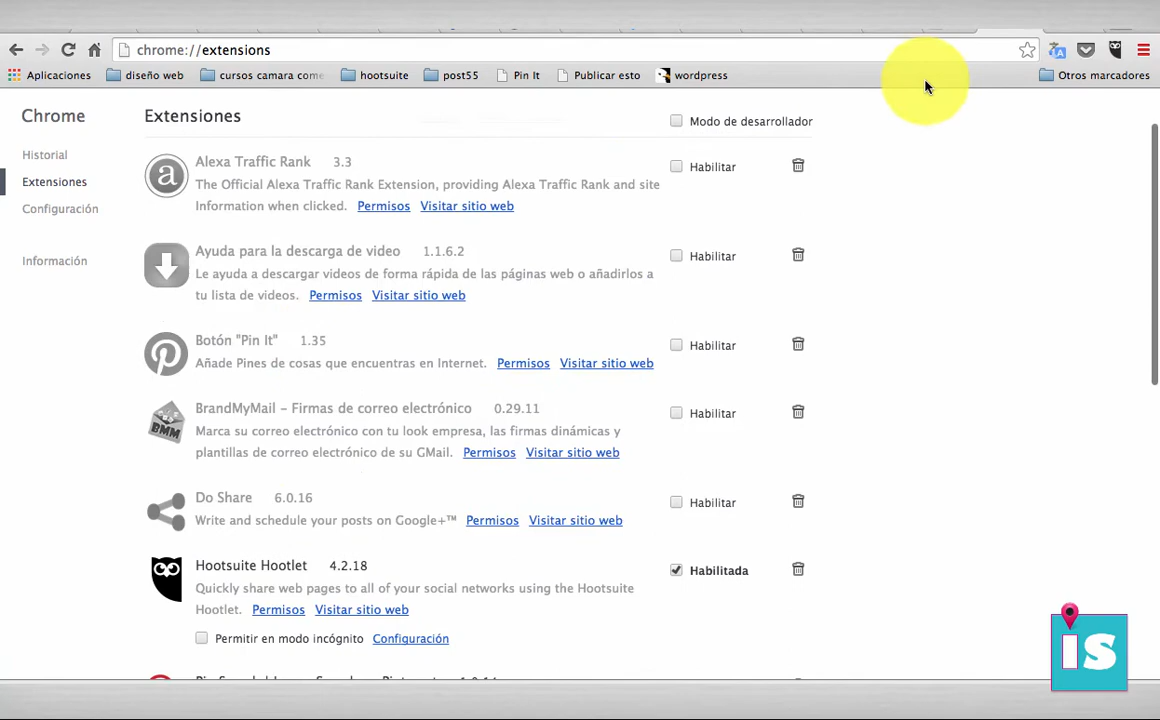 chrome://extensions
Aplicaciones diseño web cursos camara come hootsuite post55 Pin It Publicar esto wordpress Otros marcadores
Chrome
Historial
Extensiones
Configuración
Información
Extensiones
Modo de desarrollador
Alexa Traffic Rank 3.3
Habilitar
The Official Alexa Traffic Rank Extension, providing Alexa Traffic Rank and site
Information when clicked. Permisos Visitar sitio web
Ayuda para la descarga de video 1.1.6.2
Habilitar
Le ayuda a descargar videos de forma rápida de las páginas web o añadirlos a
tu lista de videos. Permisos Visitar sitio web
Botón "Pin It" 1.35
Habilitar
Añade Pines de cosas que encuentras en Internet. Permisos Visitar sitio web
BrandMyMail - Firmas de correo electrónico 0.29.11
Habilitar
BMM
Marca su correo electrónico con tu look empresa, las firmas dinámicas y
plantillas de correo electrónico de su GMail. Permisos Visitar sitio web
Do Share 6.0.16
Habilitar
Write and schedule your posts on Google+™ Permisos Visitar sitio web
Hootsuite Hootlet 4.2.18
Habilitada
Quickly share web pages to all of your social networks using the Hootsuite
Hootlet. Permisos Visitar sitio web
Permitir en modo incógnito Configuración
is